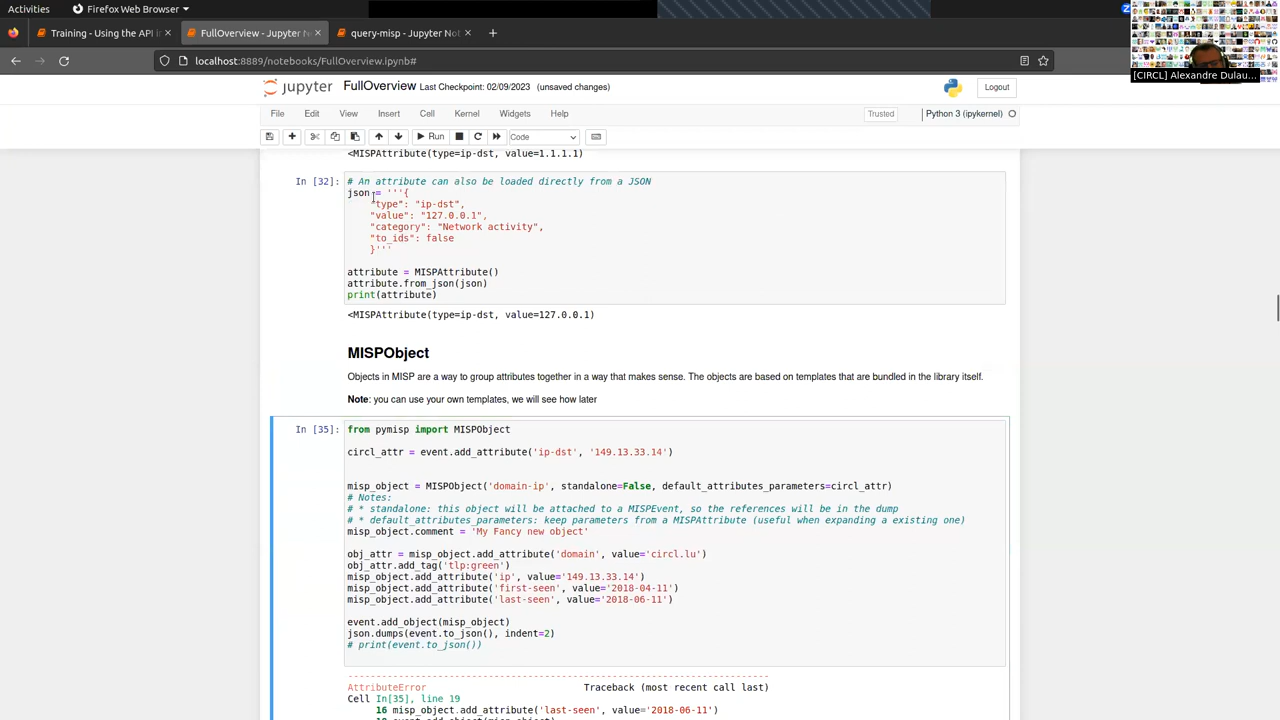 Activities
Firefox Web Browser
Training - Using the API i
FullOverview - Jupyter N
query-misp - Jupyter N
localhost:8889/notebooks/FullOverview.ipynb#
[CIRCL] Alexandre Dulau...
jupyter FullOverview Last Checkpoint: 02/09/2023 (unsaved changes)
Logout
File Edit View Insert Cell Kernel Widgets Help
Trusted
Python 3 (ipykernel)
Run
Code
<MISPAttribute(type=ip-dst, value=1.1.1.1)
In [32]:
# An attribute can also be loaded directly from a JSON
json = '''{
"type": "ip-dst",
"value": "127.0.0.1",
"category": "Network activity",
"to_ids": false
}'''
attribute = MISPAttribute()
attribute.from_json(json)
print(attribute)
<MISPAttribute(type=ip-dst, value=127.0.0.1)
MISPObject
Objects in MISP are a way to group attributes together in a way that makes sense. The objects are based on templates that are bundled in the library itself.
Note: you can use your own templates, we will see how later
In [35]:
from pymisp import MISPObject
circl_attr = event.add_attribute('ip-dst', '149.13.33.14')
misp_object = MISPObject('domain-ip', standalone=False, default_attributes_parameters=circl_attr)
# Notes:
# * standalone: this object will be attached to a MISPEvent, so the references will be in the dump
# * default_attributes_parameters: keep parameters from a MISPAttribute (useful when expanding a existing one)
misp_object.comment = 'My Fancy new object'
obj_attr = misp_object.add_attribute('domain', value='circl.lu')
obj_attr.add_tag('tlp:green')
misp_object.add_attribute('ip', value='149.13.33.14')
misp_object.add_attribute('first-seen', value='2018-04-11')
misp_object.add_attribute('last-seen', value='2018-06-11')
event.add_object(misp_object)
json.dumps(event.to_json(), indent=2)
# print(event.to_json())
---------------------------------------------------------------------------
AttributeError Traceback (most recent call last)
Cell In[35], line 19
16 misp_object.add_attribute('last-seen', value='2018-06-11')